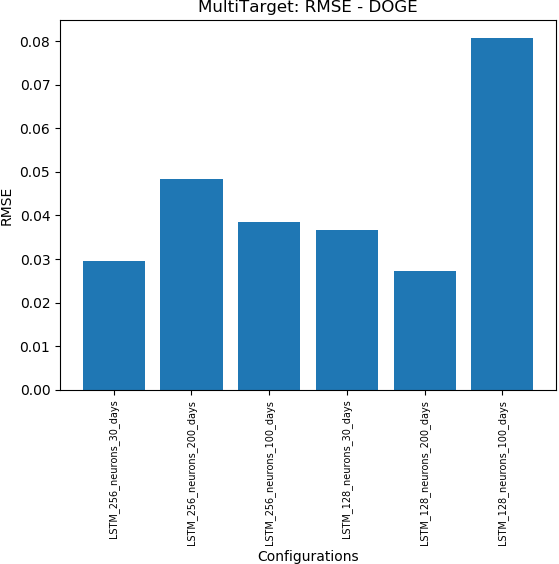 MultiTarget: RMSE - DOGE
0.08
0.07
0.06
0.05
0.04
0.03
0.02
0.01
0.00
RMSE
LSTM_256_neurons_30_days
LSTM_256_neurons_200_days
LSTM_256_neurons_100_days
LSTM_128_neurons_30_days
LSTM_128_neurons_200_days
LSTM_128_neurons_100_days
Configurations